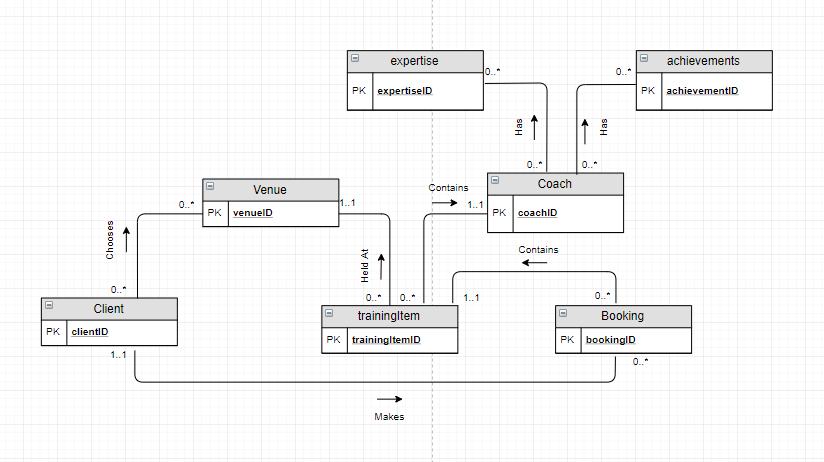 expertise
PK expertiseID
achievements
PK achievementID
0..*
0..*
Has
Has
0..*
0..*
Venue
PK venueID
0..*
1..1
Contains
1..1
Coach
PK coachID
Chooses
Held At
Contains
0..*
0..*
0..*
1..1
0..*
Client
PK clientID
trainingItem
PK trainingItemID
Booking
PK bookingID
1..1
0..*
Makes